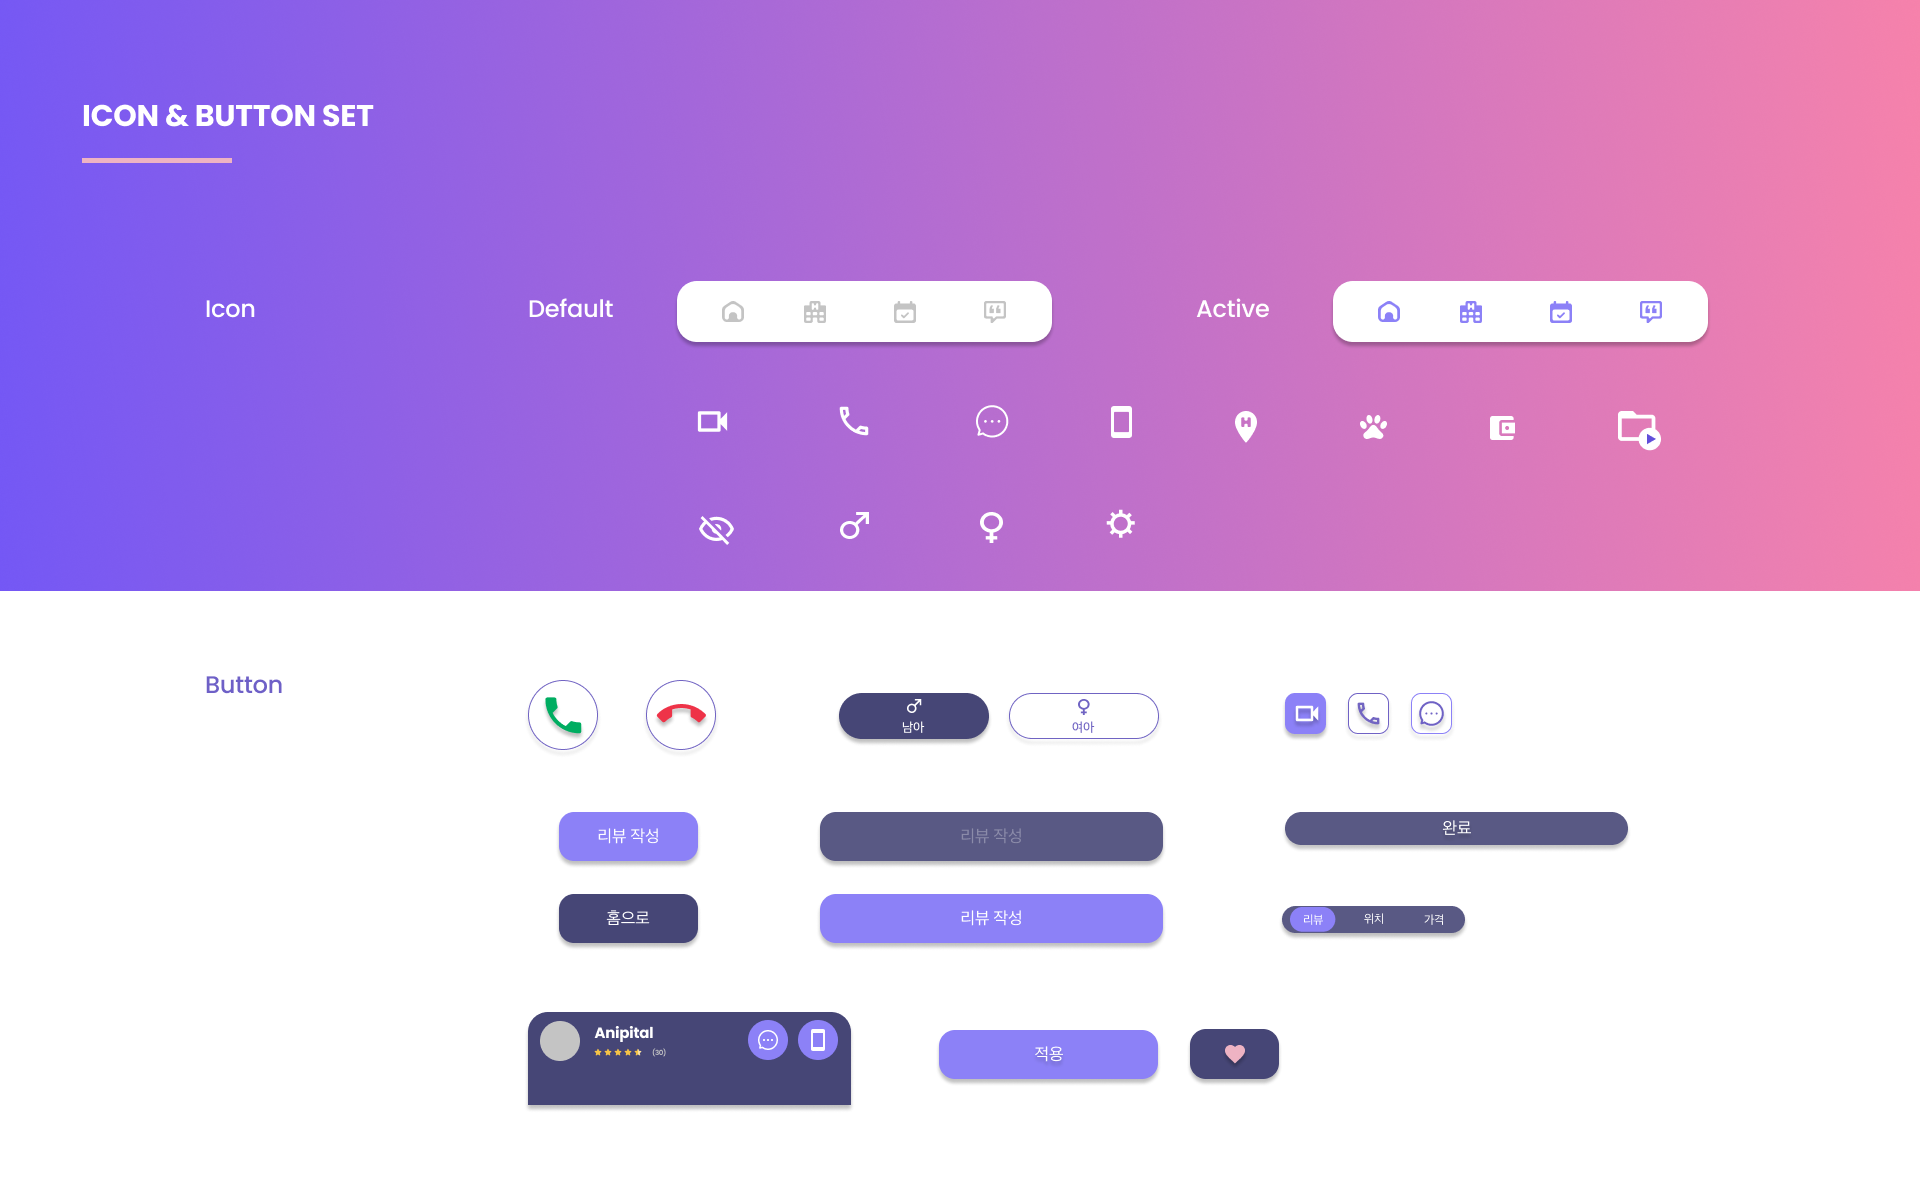 ICON & BUTTON SET
Icon
Default
Active
Button
남아
여아
리뷰 작성
리뷰 작성
완료
홈으로
리뷰 작성
리뷰
위치
가격
Anipital
(30)
적용